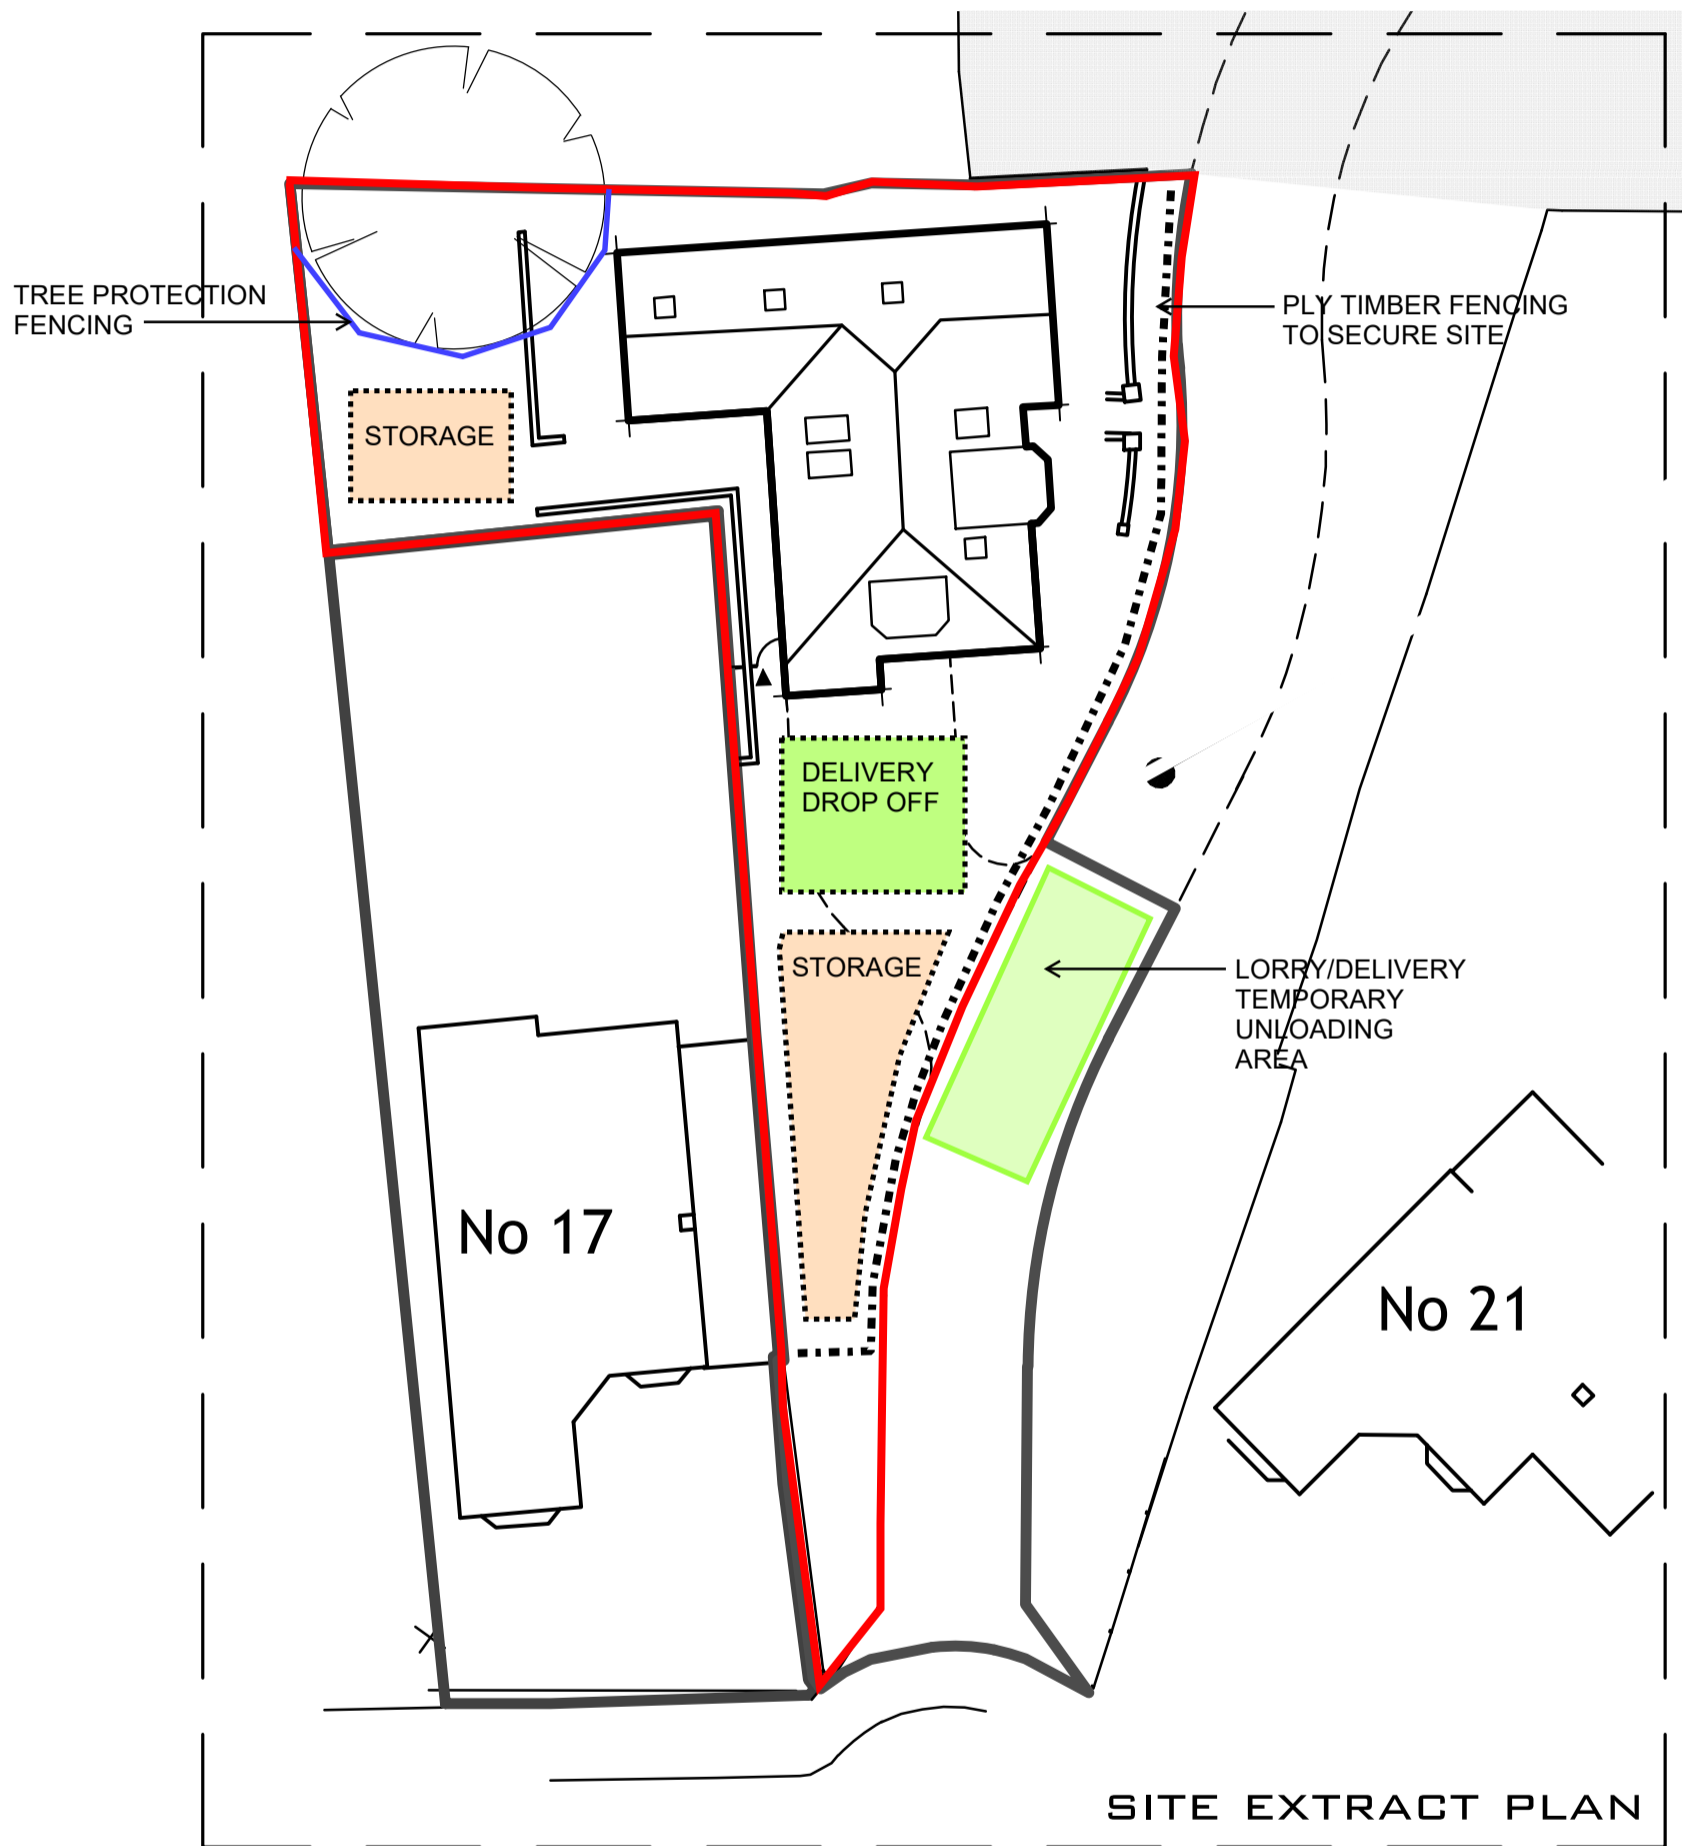 TREE PROTECTION
FENCING
PLY TIMBER FENCING
TO SECURE SITE
STORAGE
DELIVERY
DROP OFF
STORAGE
LORRY/DELIVERY
TEMPORARY
UNLOADING
AREA
No 17
No 21
SITE EXTRACT PLAN